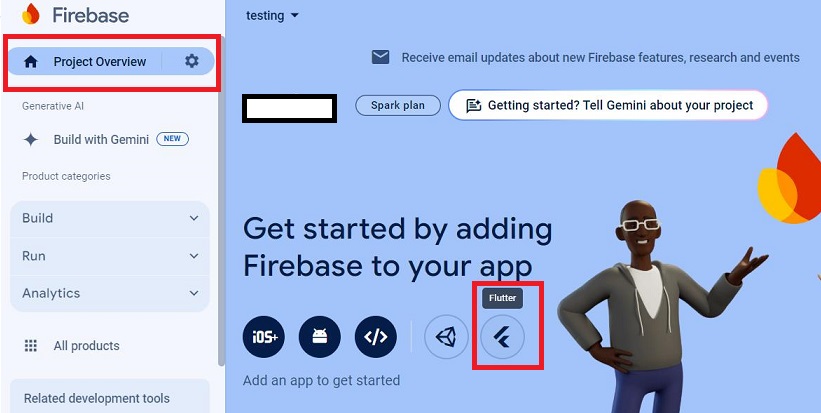 Firebase
testing
Project Overview
Receive email updates about new Firebase features, research and events
Generative AI
Spark plan
Getting started? Tell Gemini about your project
Build with Gemini NEW
Product categories
Build
Get started by adding
Firebase to your app
Run
Analytics
Flutter
iOS+
All products
Add an app to get started
Related development tools